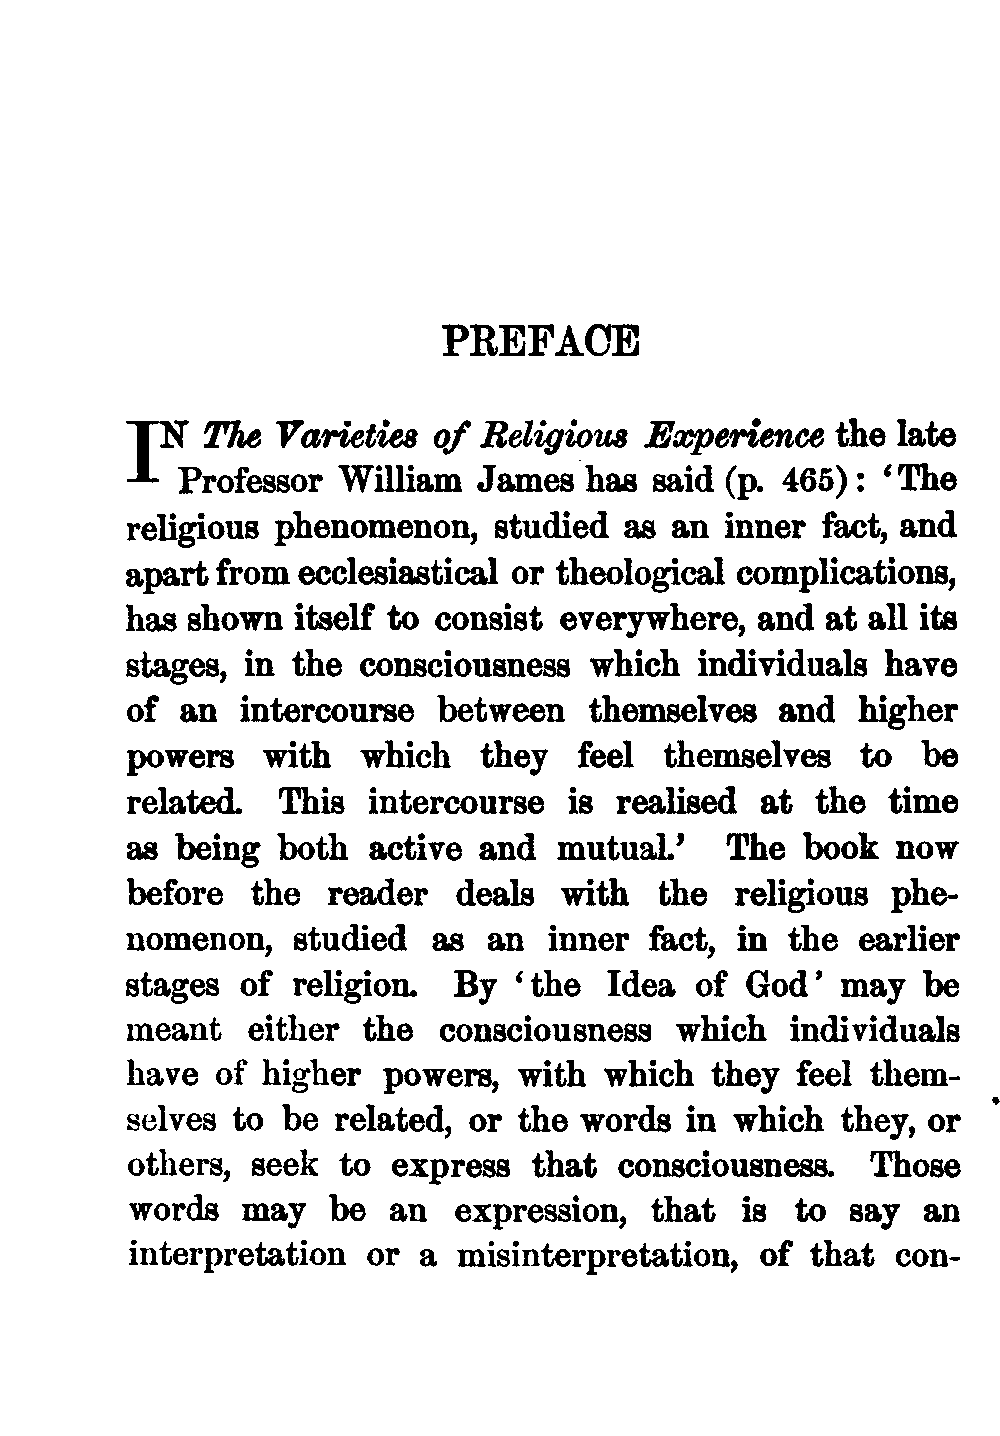 PREFACE
IN The Varieties of Religious Experience the late
Professor William James has said (p. 465): ‘The
religious phenomenon, studied as an inner fact, and
apart from ecclesiastical or theological complications,
has shown itself to consist everywhere, and at all its
stages, in the consciousness which individuals have
of an intercourse between themselves and higher
powers with which they feel themselves to be
related. This intercourse is realised at the time
as being both active and mutual.’ The book now
before the reader deals with the religious phe-
nomenon, studied as an inner fact, in the earlier
stages of religion. By ‘the Idea of God’ may be
meant either the consciousness which individuals
have of higher powers, with which they feel them-
selves to be related, or the words in which they, or
others, seek to express that consciousness. Those
words may be an expression, that is to say an
interpretation or a misinterpretation, of that con-